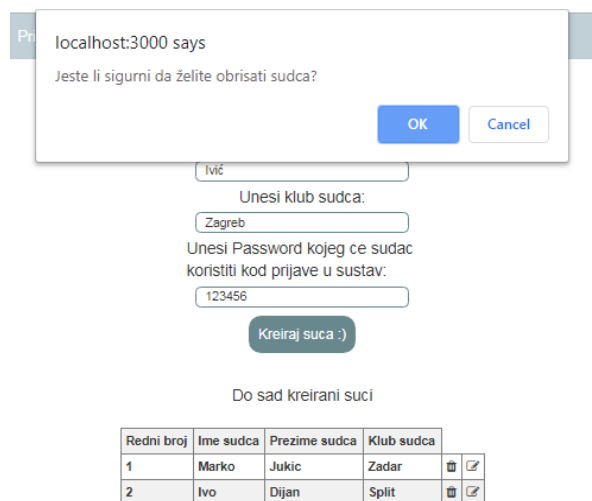 Pri
localhost:3000 says
Jeste li sigurni da želite obrisati sudca?
OK Cancel
Ivić
Unesi klub sudca:
Zagreb
Unesi Password kojeg ce sudac
koristiti kod prijave u sustav:
123456
Kreiraj suca :)
Do sad kreirani suci
Redni broj Ime sudca Prezime sudca Klub sudca
1 Marko Jukic Zadar
2 Ivo Dijan Split